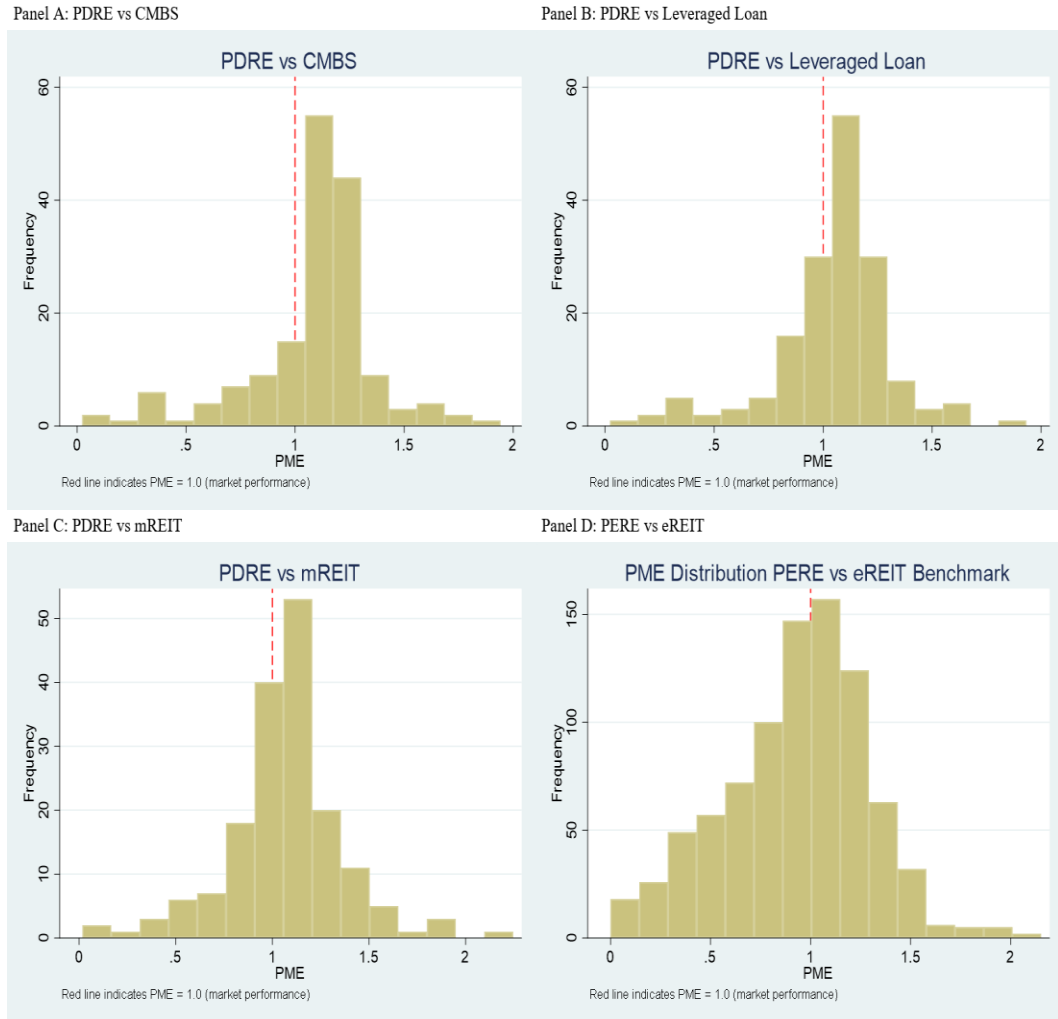 Panel A: PDRE vs CMBS
PDRE vs CMBS
Frequency
60
40
20
0
0 .5 1 1.5 2
PME
Red line indicates PME = 1.0 (market performance)
Panel B: PDRE vs Leveraged Loan
PDRE vs Leveraged Loan
Frequency
60
40
20
0
0 .5 1 1.5 2
PME
Red line indicates PME = 1.0 (market performance)
Panel C: PDRE vs mREIT
PDRE vs mREIT
Frequency
50
40
30
20
10
0
0 .5 1 1.5 2
PME
Red line indicates PME = 1.0 (market performance)
Panel D: PERE vs eREIT
PME Distribution PERE vs eREIT Benchmark
Frequency
150
100
50
0
0 .5 1 1.5 2
PME
Red line indicates PME = 1.0 (market performance)